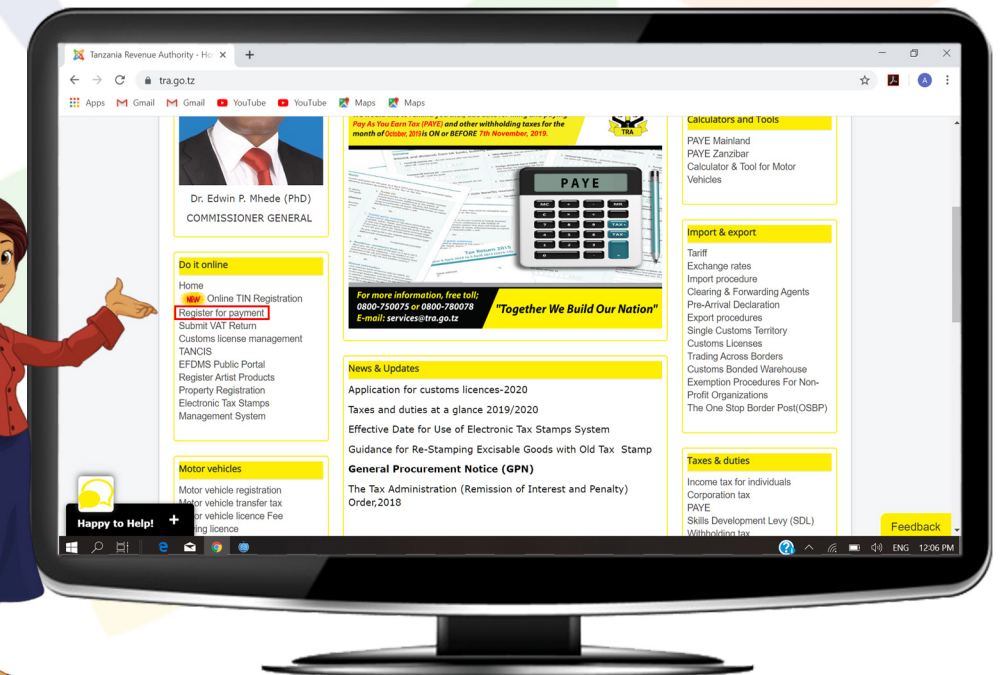 Tanzania Revenue Authority - Ho
tra.go.tz
A
Apps Gmail Gmail YouTube YouTube Maps Maps
Dr. Edwin P. Mhede (PhD)
COMMISSIONER GENERAL
Do it online
Home
NEW Online TIN Registration
Register for payment
Submit VAT Return
Customs license management
TANCIS
EFDMS Public Portal
Register Artist Products
Property Registration
Electronic Tax Stamps
Management System
Motor vehicles
Motor vehicle registration
Motor vehicle transfer tax
vehicle licence Fee
licence
Happy to Help! +
Pay As You Earn Tax (PAYE) and other withholding taxes for the
month of October, 2019 is ON or BEFORE 7th November, 2019.
TRA
PAYE
Tax Return 2015
For more information, free toll;
0800-750075 or 0800-780078
E-mail: services@tra.go.tz
"Together We Build Our Nation"
News & Updates
Application for customs licences-2020
Taxes and duties at a glance 2019/2020
Effective Date for Use of Electronic Tax Stamps System
Guidance for Re-Stamping Excisable Goods with Old Tax Stamp
General Procurement Notice (GPN)
The Tax Administration (Remission of Interest and Penalty)
Order,2018
Calculators and Tools
PAYE Mainland
PAYE Zanzibar
Calculator & Tool for Motor
Vehicles
Import & export
Tariff
Exchange rates
Import procedure
Clearing & Forwarding Agents
Pre-Arrival Declaration
Export procedures
Single Customs Territory
Customs Licenses
Trading Across Borders
Customs Bonded Warehouse
Exemption Procedures For Non-
Profit Organizations
The One Stop Border Post(OSBP)
Taxes & duties
Income tax for individuals
Corporation tax
PAYE
Skills Development Levy (SDL)
Withholding tax
Feedback
ENG 12:06 PM